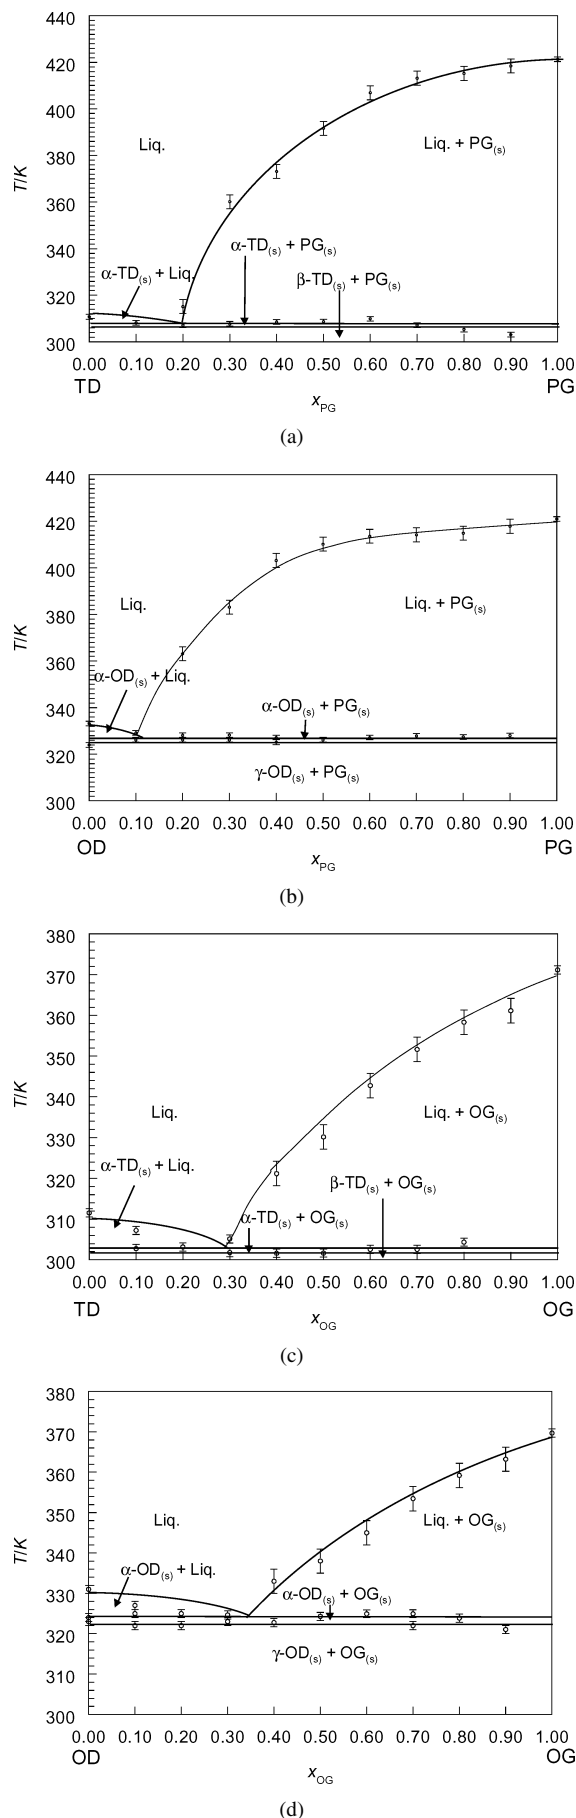 440
420
400
380
360
340
320
300
T/K
Liq.
Liq. + PG(s)
α-TD(s) + PG(s)
α-TD(s) + Liq.
β-TD(s) + PG(s)
0.00 0.10 0.20 0.30 0.40 0.50 0.60 0.70 0.80 0.90 1.00
TD PG
xPG
(a)
440
420
400
380
360
340
320
300
T/K
Liq.
Liq. + PG(s)
α-OD(s) + Liq.
α-OD(s) + PG(s)
γ-OD(s) + PG(s)
0.00 0.10 0.20 0.30 0.40 0.50 0.60 0.70 0.80 0.90 1.00
OD PG
xPG
(b)
380
370
360
350
340
330
320
310
300
T/K
Liq.
Liq. + OG(s)
α-TD(s) + Liq.
β-TD(s) + OG(s)
α-TD(s) + OG(s)
0.00 0.10 0.20 0.30 0.40 0.50 0.60 0.70 0.80 0.90 1.00
TD OG
xOG
(c)
380
370
360
350
340
330
320
310
300
T/K
Liq.
Liq. + OG(s)
α-OD(s) + Liq.
α-OD(s) + OG(s)
γ-OD(s) + OG(s)
0.00 0.10 0.20 0.30 0.40 0.50 0.60 0.70 0.80 0.90 1.00
OD OG
xOG
(d)